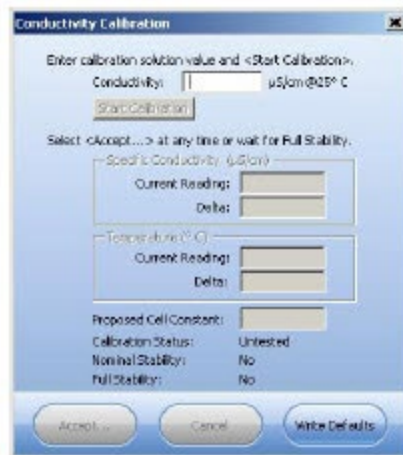 Conductivity Calibration
Enter calibration solution value and <Start Calibration>.
Conductivity: µS/cm @25° C
Start Calibration
Select <Accept...> at any time or wait for Full Stability.
Specific Conductivity (µS/cm)
Current Reading:
Delta:
Temperature (° C)
Current Reading:
Delta:
Proposed Cell Constant:
Calibration Status: Untested
Nominal Stability: No
Full Stability: No
Accept... Cancel Write Defaults